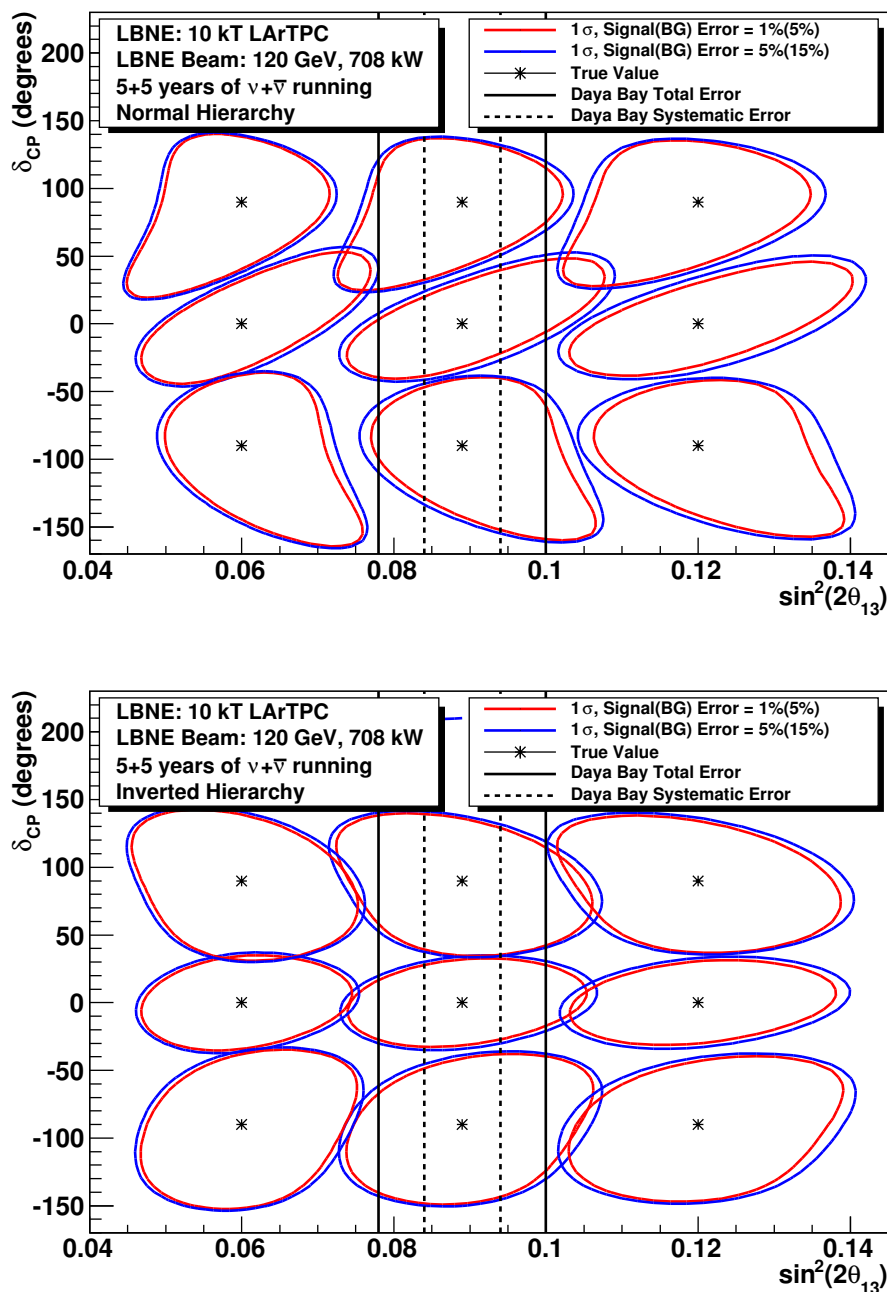 LBNE: 10 kT LArTPC
LBNE Beam: 120 GeV, 708 kW
5+5 years of ν+ν̅ running
Normal Hierarchy
1σ, Signal(BG) Error = 1%(5%)
1σ, Signal(BG) Error = 5%(15%)
True Value
Daya Bay Total Error
Daya Bay Systematic Error
δCP (degrees)
200
150
100
50
0
-50
-100
-150
0.04 0.06 0.08 0.1 0.12 0.14
sin²(2θ₁₃)
LBNE: 10 kT LArTPC
LBNE Beam: 120 GeV, 708 kW
5+5 years of ν+ν̅ running
Inverted Hierarchy
1σ, Signal(BG) Error = 1%(5%)
1σ, Signal(BG) Error = 5%(15%)
True Value
Daya Bay Total Error
Daya Bay Systematic Error
δCP (degrees)
200
150
100
50
0
-50
-100
-150
0.04 0.06 0.08 0.1 0.12 0.14
sin²(2θ₁₃)